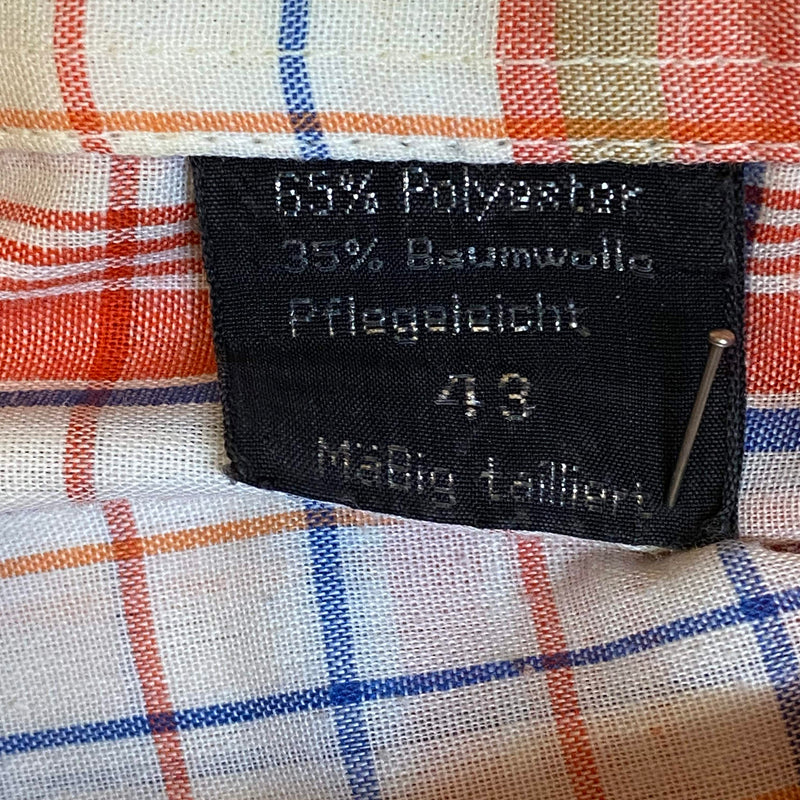 65% Polyester
35% Baumwolle
Pflegeleicht
43
Mäßig tailliert